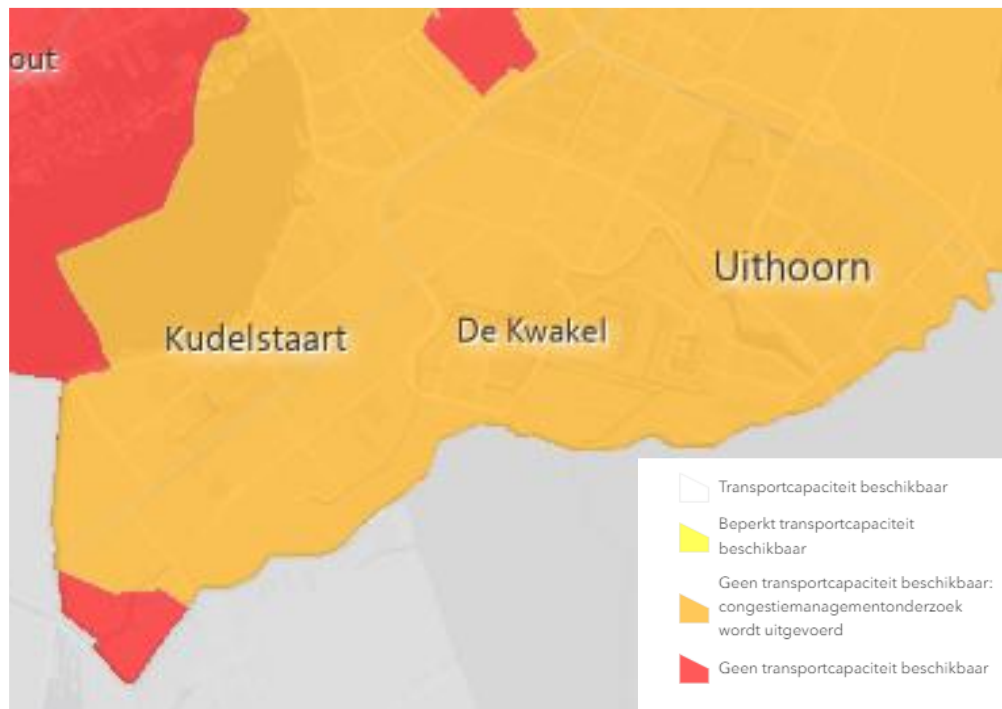 out
Uithoorn
De Kwakel
Kudelstaart
Transportcapaciteit beschikbaar
Beperkt transportcapaciteit
beschikbaar
Geen transportcapaciteit beschikbaar:
congestiemanagementonderzoek
wordt uitgevoerd
Geen transportcapaciteit beschikbaar